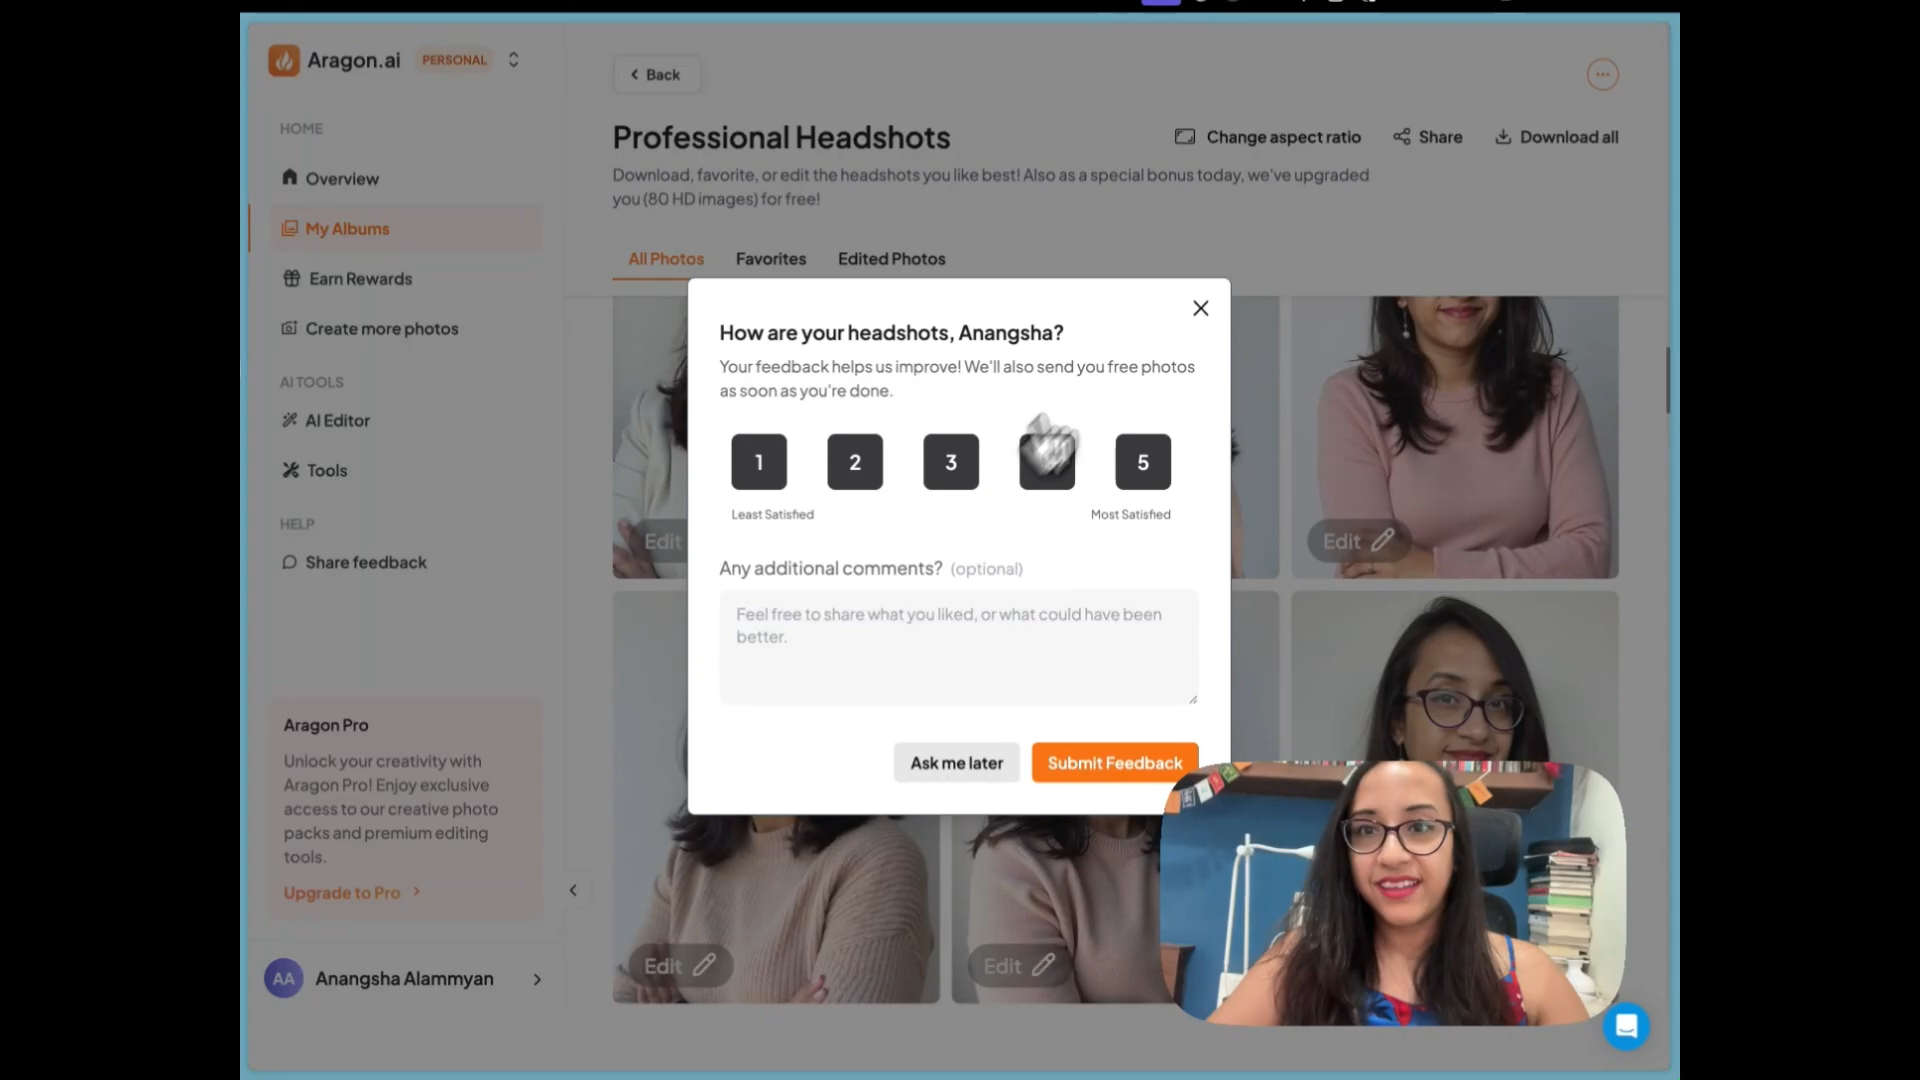 Aragon.ai PERSONAL
HOME
Overview
My Albums
Earn Rewards
Create more photos
AI TOOLS
AI Editor
Tools
HELP
Share feedback
Aragon Pro
Unlock your creativity with
Aragon Pro! Enjoy exclusive
access to our creative photo
packs and premium editing
tools.
Upgrade to Pro
AA Anangsha Alammyan
Back
Professional Headshots
Change aspect ratio
Share
Download all
Download, favorite, or edit the headshots you like best! Also as a special bonus today, we've upgraded
you (80 HD images) for free!
All Photos Favorites Edited Photos
How are your headshots, Anangsha?
Your feedback helps us improve! We'll also send you free photos
as soon as you're done.
1 2 3 5
Least Satisfied Most Satisfied
Any additional comments? (optional)
Feel free to share what you liked, or what could have been
better.
Ask me later Submit Feedback
Edit
Edit
Edit
Edit